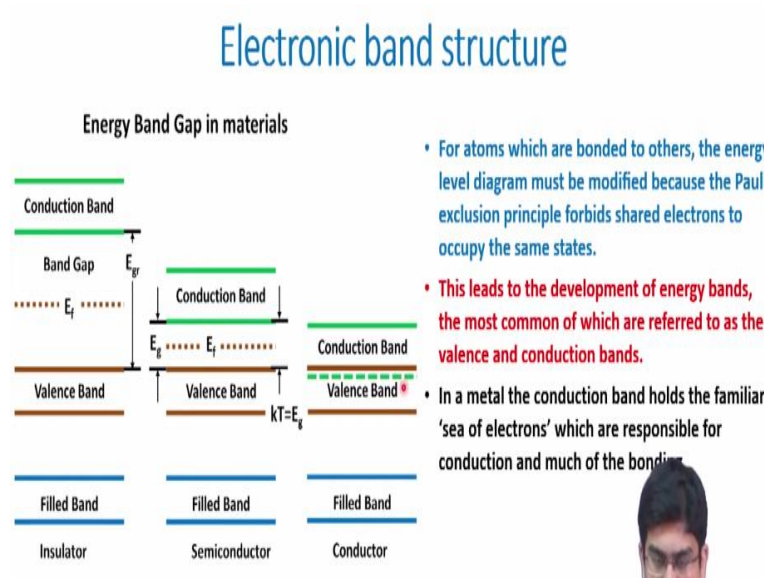 Electronic band structure
Energy Band Gap in materials
Conduction Band
Band Gap
Egr
Ef
Valence Band
Filled Band
Insulator
Conduction Band
Eg
Ef
Valence Band
kT=Eg
Filled Band
Semiconductor
Conduction Band
Valence Band
Filled Band
Conductor
• For atoms which are bonded to others, the energy
level diagram must be modified because the Paul
exclusion principle forbids shared electrons to
occupy the same states.
• This leads to the development of energy bands,
the most common of which are referred to as the
valence and conduction bands.
• In a metal the conduction band holds the familiar
‘sea of electrons’ which are responsible for
conduction and much of the bonding